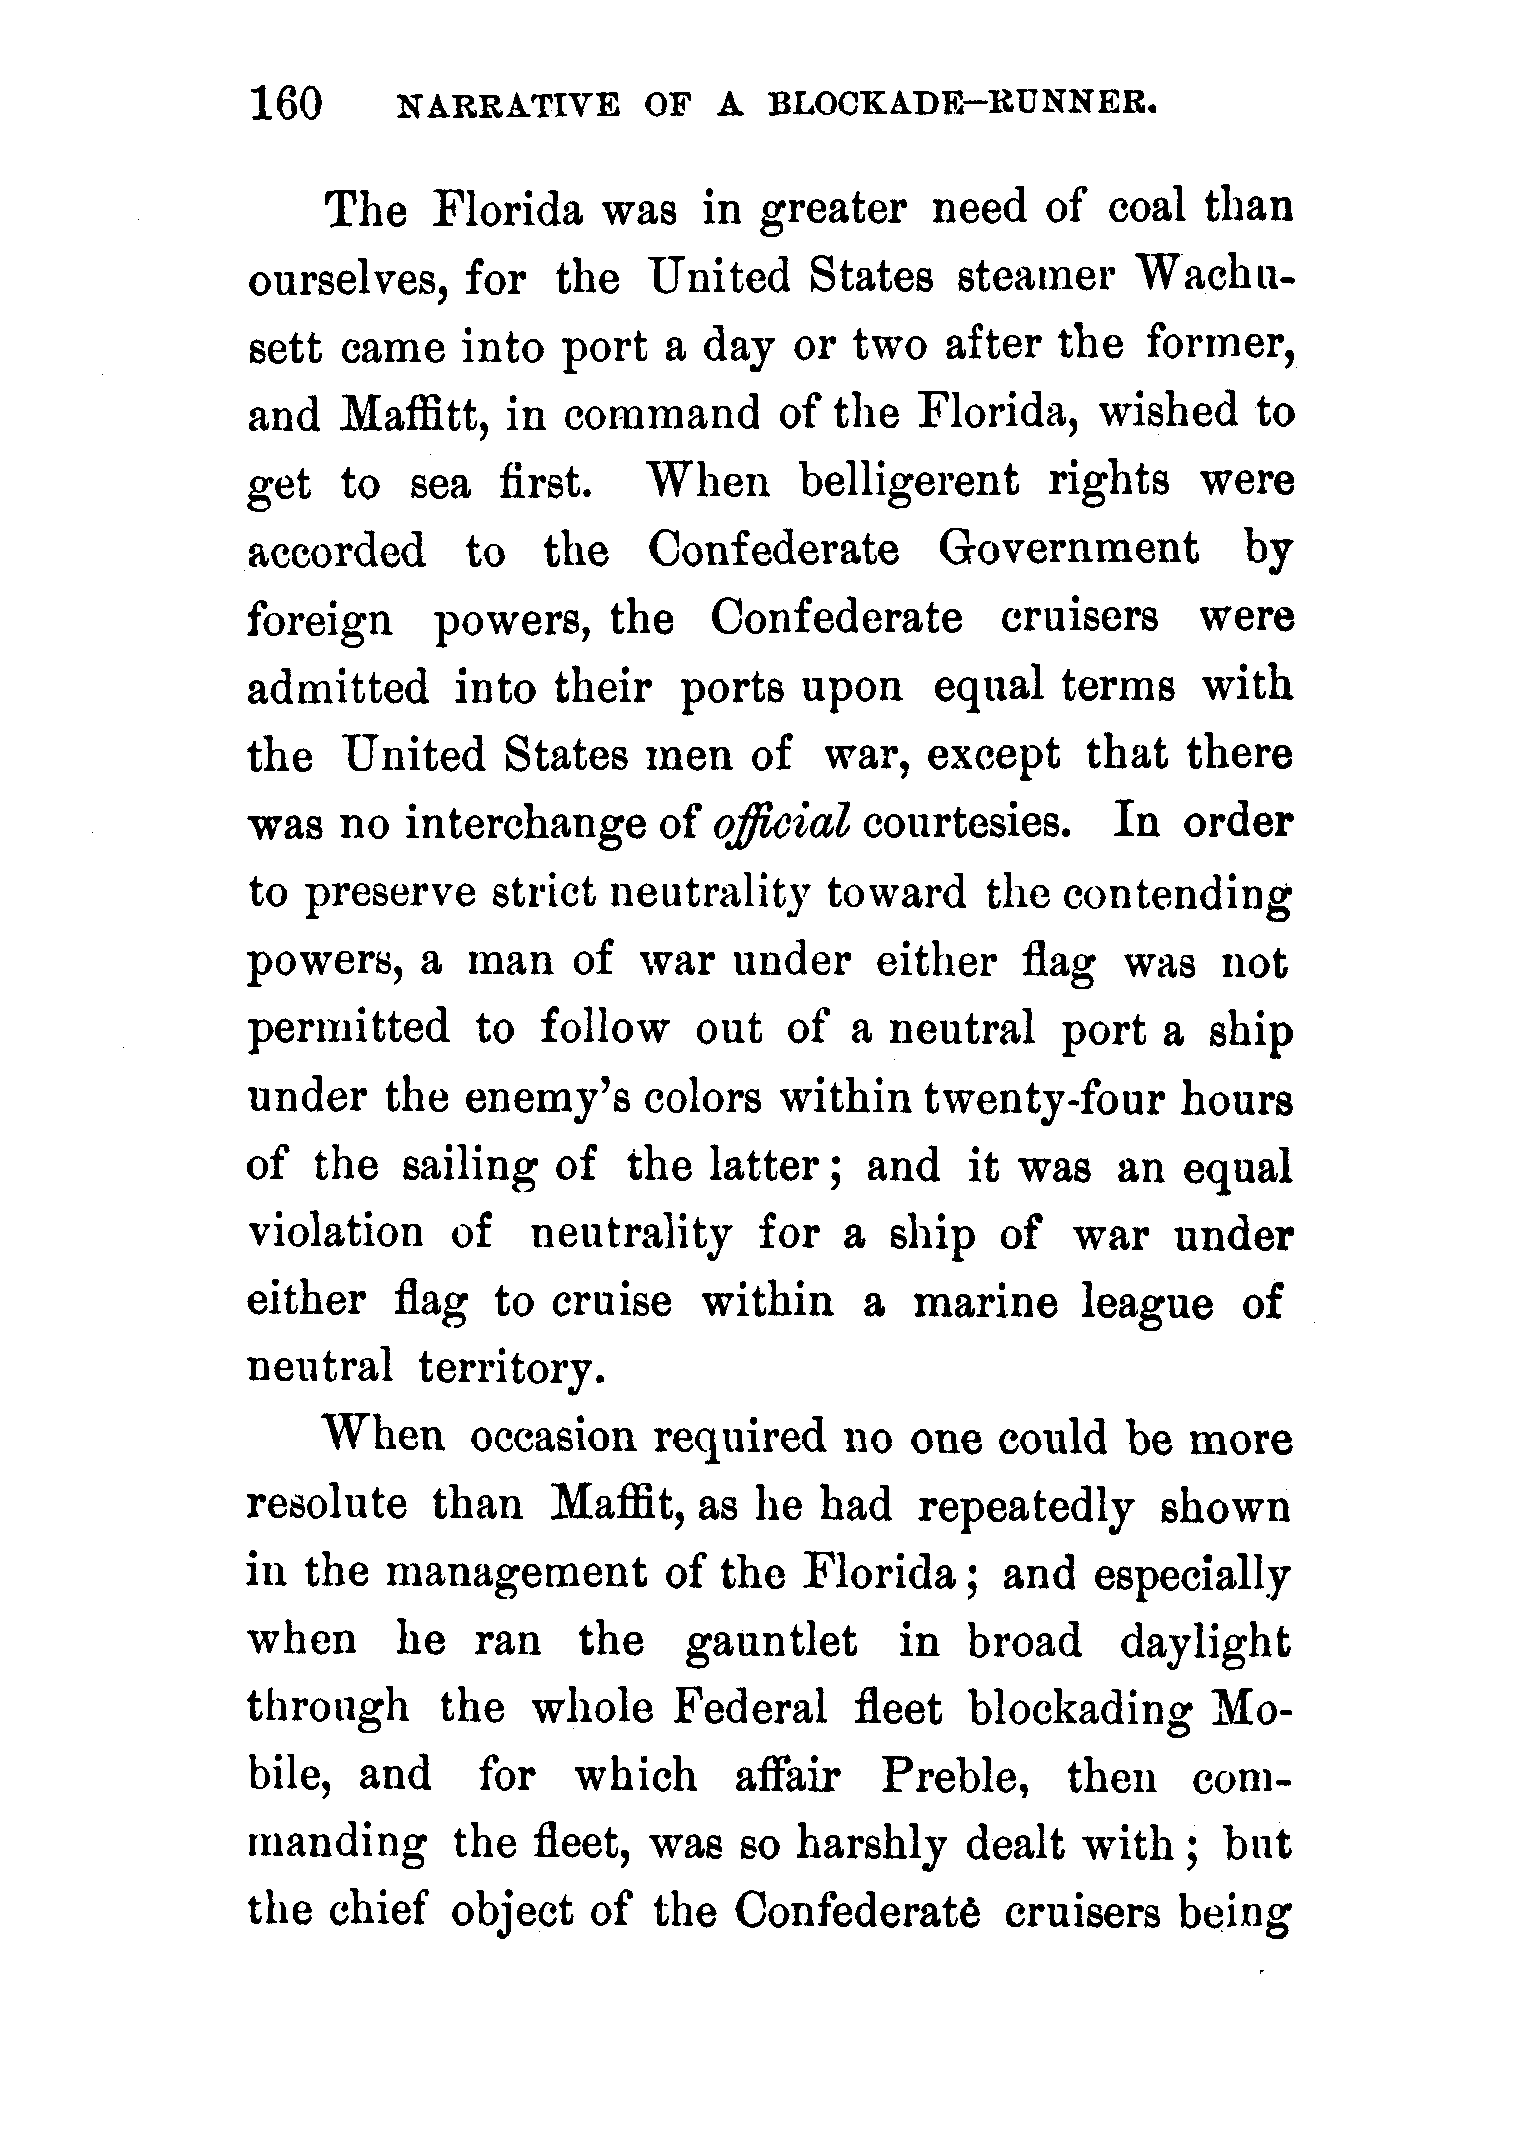 160 NARRATIVE OF A BLOCKADE-RUNNER.
The Florida was in greater need of coal than
ourselves, for the United States steamer Wachu-
sett came into port a day or two after the former,
and Maffitt, in command of the Florida, wished to
get to sea first. When belligerent rights were
accorded to the Confederate Government by
foreign powers, the Confederate cruisers were
admitted into their ports upon equal terms with
the United States men of war, except that there
was no interchange of official courtesies. In order
to preserve strict neutrality toward the contending
powers, a man of war under either flag was not
permitted to follow out of a neutral port a ship
under the enemy's colors within twenty-four hours
of the sailing of the latter; and it was an equal
violation of neutrality for a ship of war under
either flag to cruise within a marine league of
neutral territory.
When occasion required no one could be more
resolute than Maffit, as he had repeatedly shown
in the management of the Florida; and especially
when he ran the gauntlet in broad daylight
through the whole Federal fleet blockading Mo-
bile, and for which affair Preble, then com-
manding the fleet, was so harshly dealt with; but
the chief object of the Confederate cruisers being